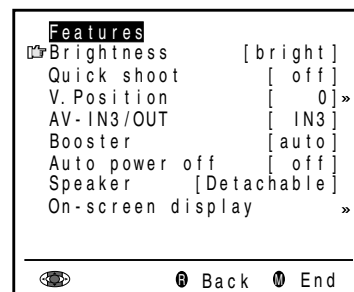 Features
Brightness [bright]
Quick shoot [ off]
V.Position [ 0]»
AV-IN3/OUT [ IN3]
Booster [auto]
Auto power off [ off]
Speaker [Detachable]
On-screen display »
R Back M End